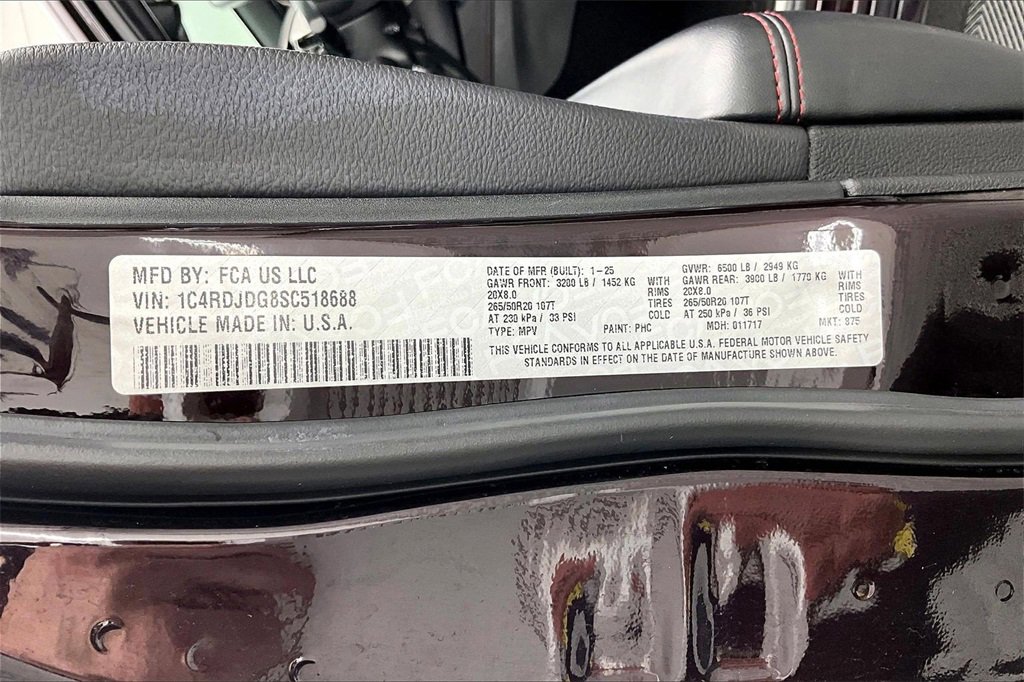 MFD BY: FCA US LLC
VIN: 1C4RDJDG8SC518688
VEHICLE MADE IN: U.S.A.
DATE OF MFR (BUILT): 1-25
GAWR FRONT: 3200 LB / 1452 KG WITH
20X8.0 RIMS
265/50R20 107T TIRES
AT 230 kPa / 33 PSI COLD
TYPE: MPV PAINT: PHC
GVWR: 6500 LB / 2949 KG
GAWR REAR: 3900 LB / 1770 KG WITH
20X8.0 RIMS
265/50R20 107T TIRES
AT 250 kPa / 36 PSI COLD
MDH: 011717 MKT: 875
THIS VEHICLE CONFORMS TO ALL APPLICABLE U.S.A. FEDERAL MOTOR VEHICLE SAFETY
STANDARDS IN EFFECT ON THE DATE OF MANUFACTURE SHOWN ABOVE.